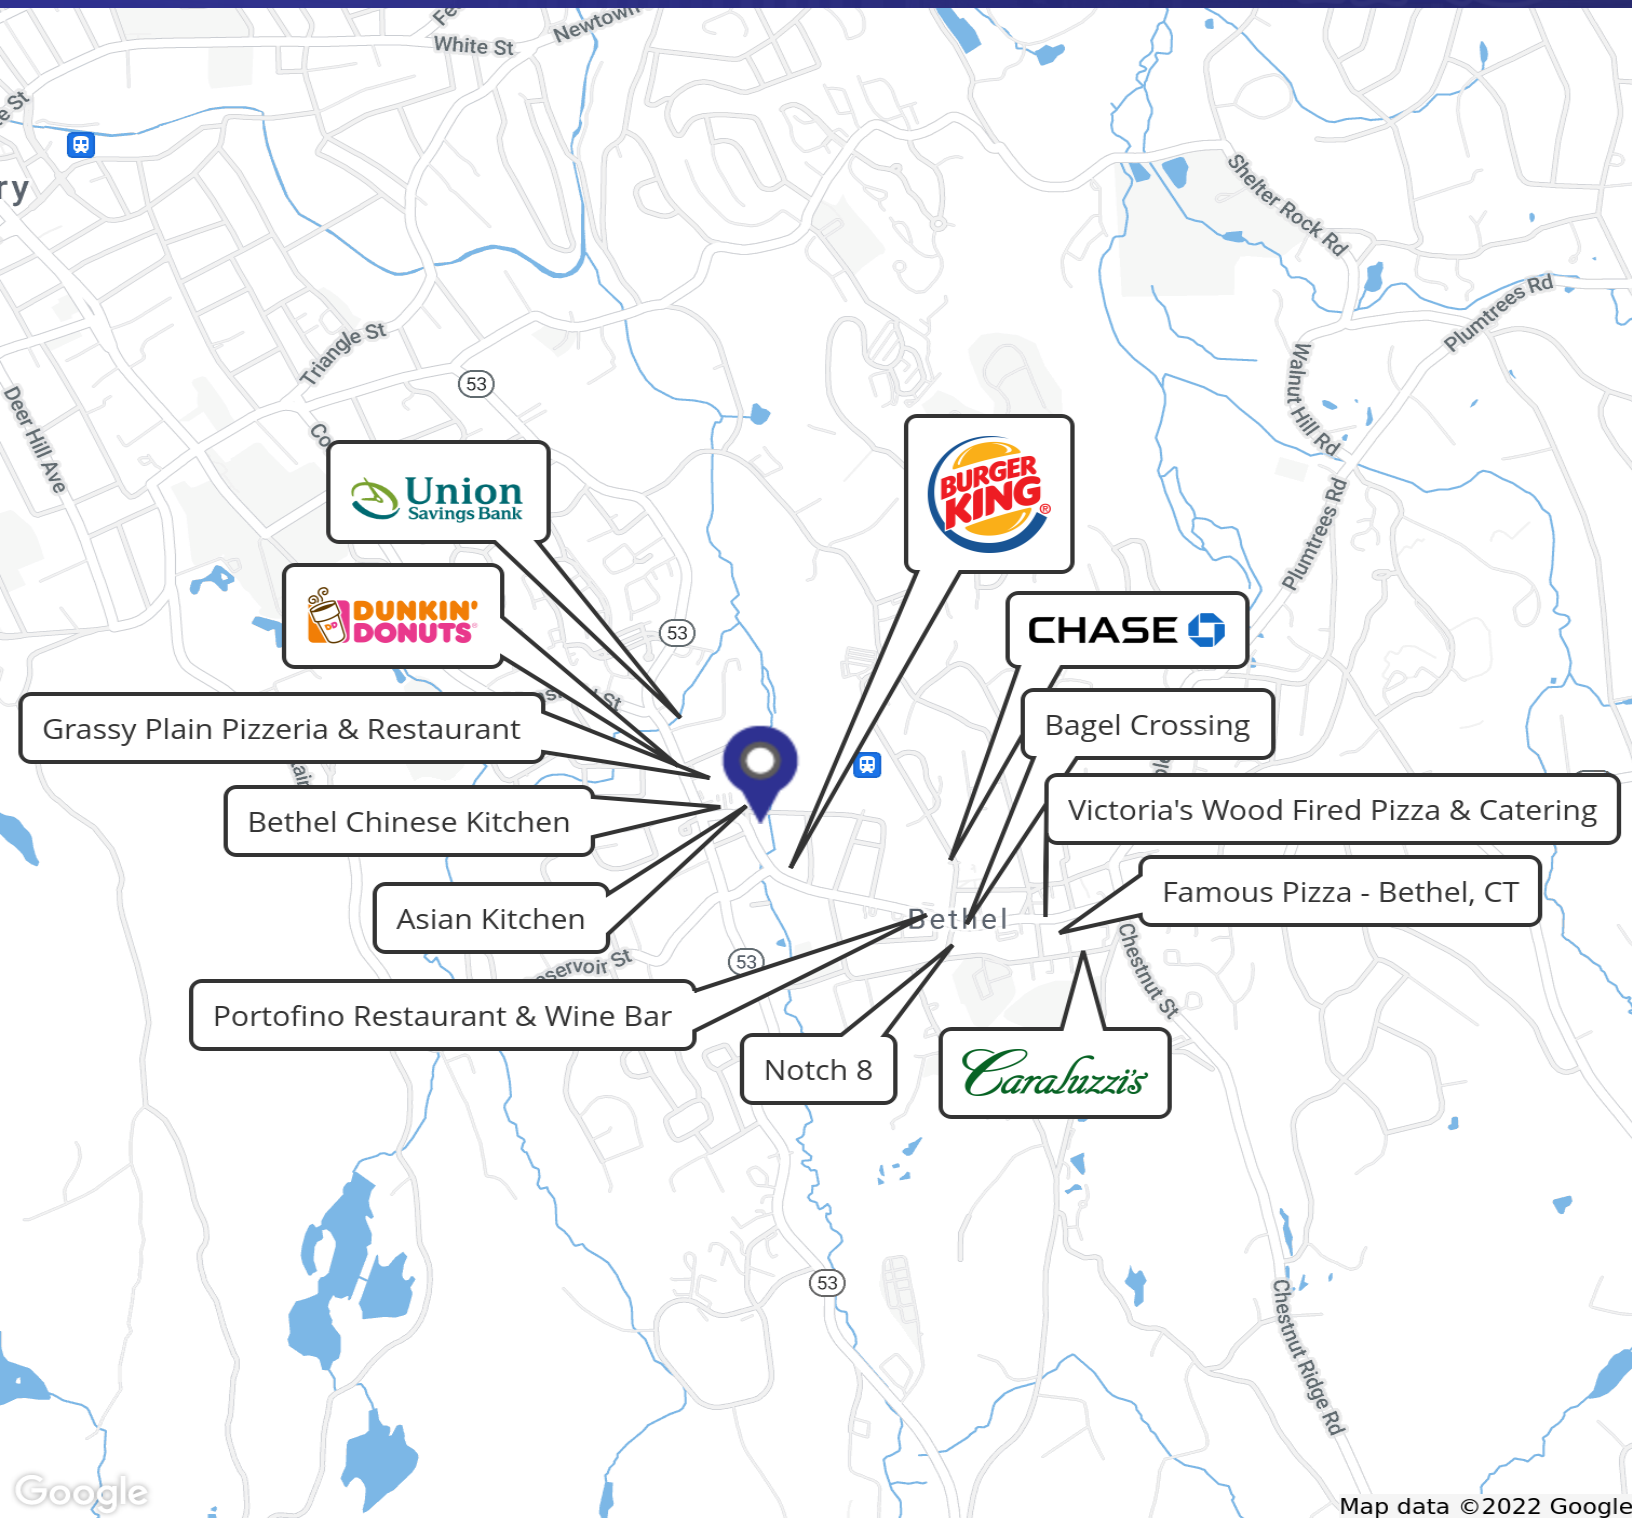 White St
Newtown
Shelter Rock Rd
Plumtrees Rd
Triangle St
53
Walnut Hill Rd
Deer Hill Ave
Union
Savings Bank
BURGER
KING
®
Plumtrees Rd
DUNKIN'
DONUTS
53
CHASE
Grassy Plain Pizzeria & Restaurant
Bagel Crossing
Bethel Chinese Kitchen
Victoria's Wood Fired Pizza & Catering
Asian Kitchen
Famous Pizza - Bethel, CT
Bethel
Chestnut St
53
Portofino Restaurant & Wine Bar
Notch 8
Caraluzzi's
53
Chestnut Ridge Rd
Google
Map data ©2022 Google